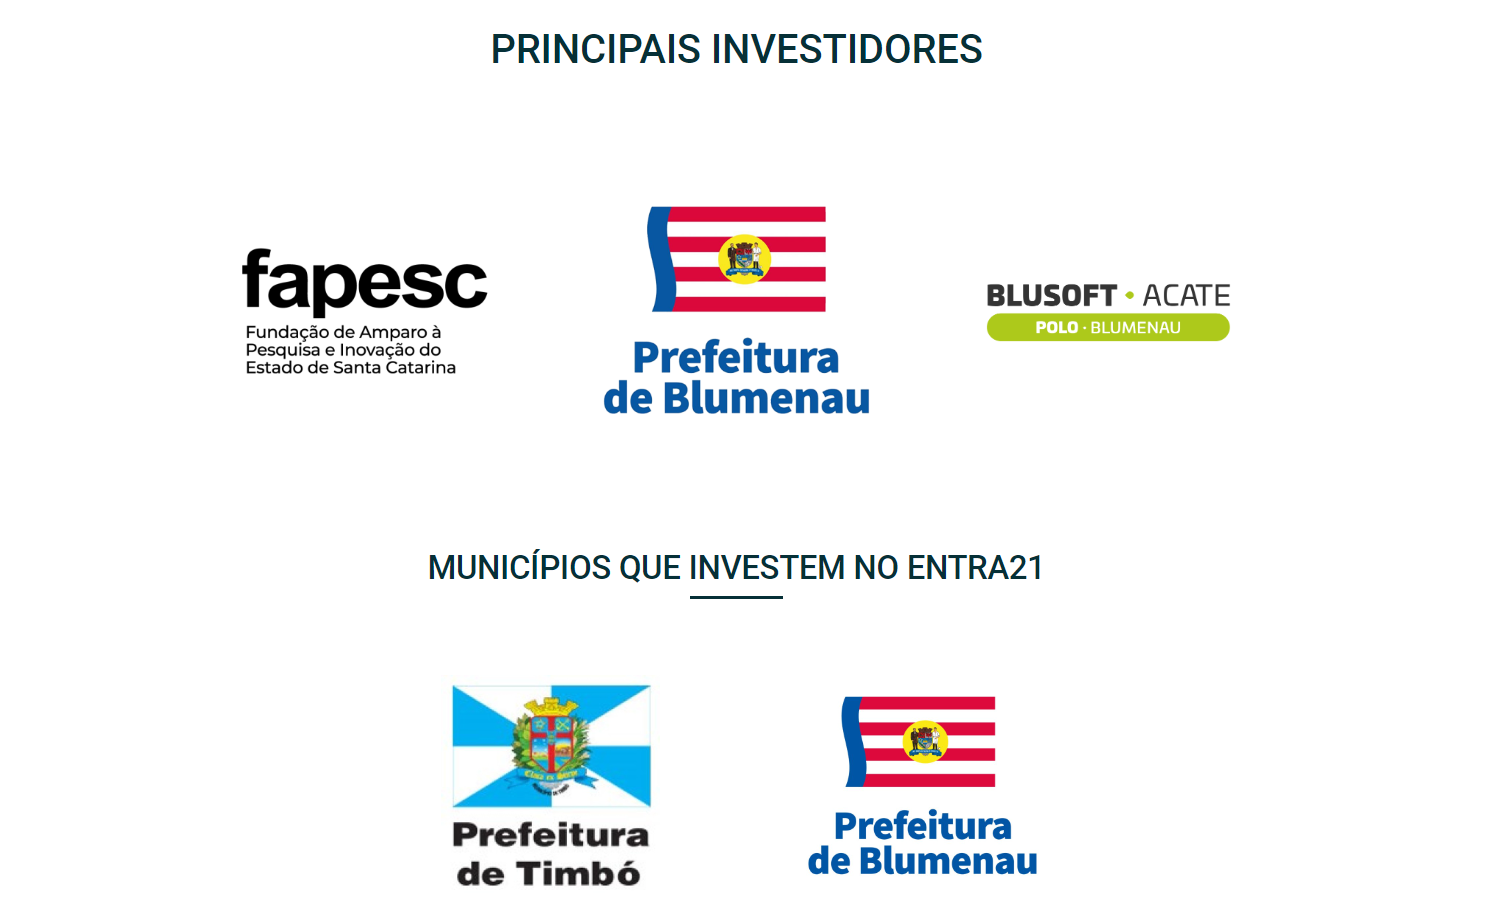 PRINCIPAIS INVESTIDORES
fapesc
Fundação de Amparo à
Pesquisa e Inovação do
Estado de Santa Catarina
Prefeitura
de Blumenau
BLUSOFT • ACATE
POLO · BLUMENAU
MUNICÍPIOS QUE INVESTEM NO ENTRA21
Prefeitura
de Timbó
Prefeitura
de Blumenau